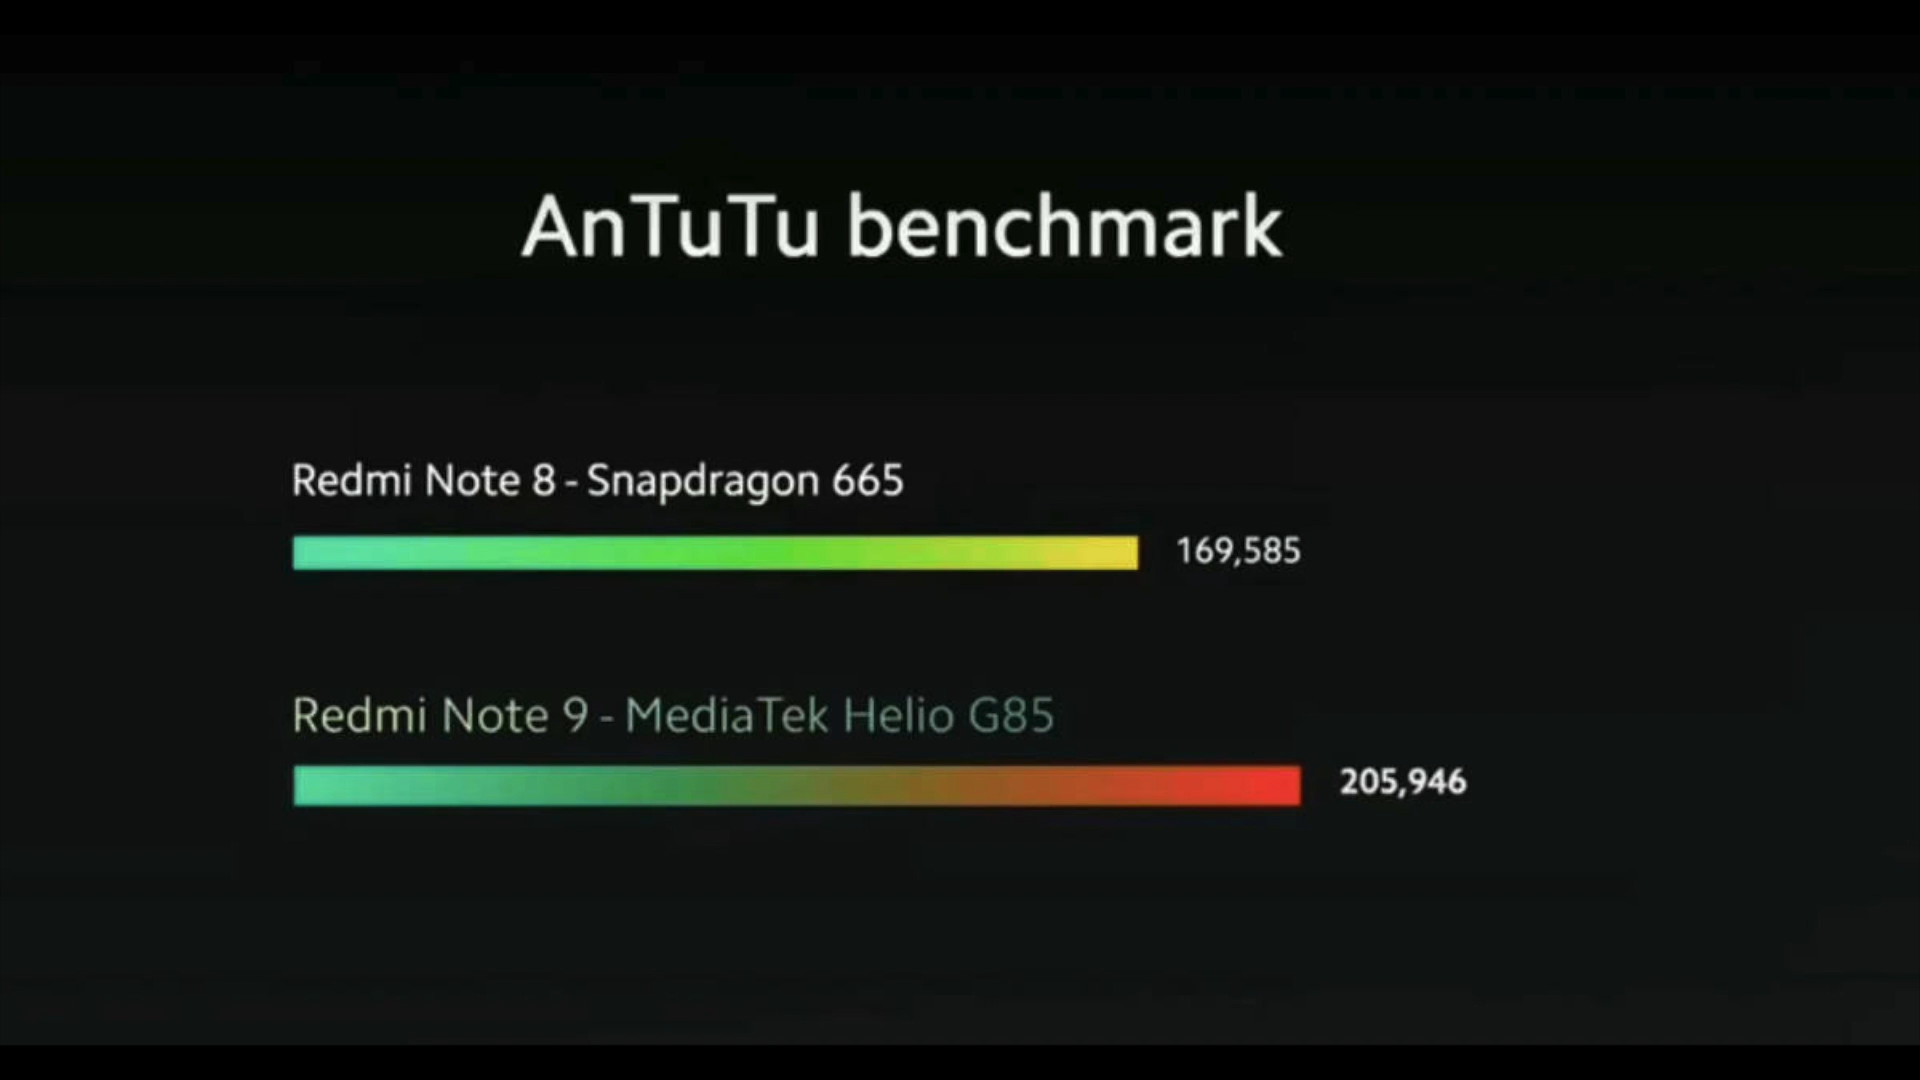 AnTuTu benchmark
Redmi Note 8 - Snapdragon 665
169,585
Redmi Note 9 - MediaTek Helio G85
205,946